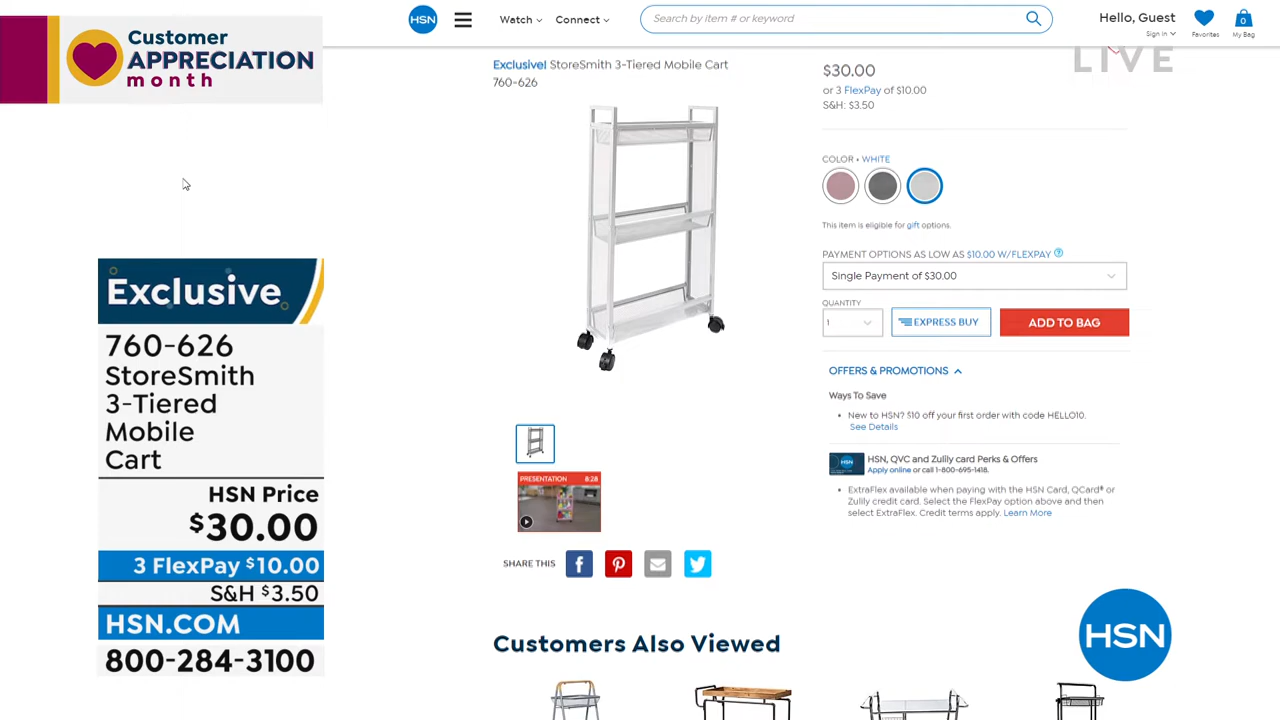 Customer
APPRECIATION
month
HSN
Watch
Connect
Search by item # or keyword
Hello, Guest
Sign in
Favorites
0
My Bag
LIVE
Exclusive! StoreSmith 3-Tiered Mobile Cart
760-626
$30.00
or 3 FlexPay of $10.00
S&H: $3.50
COLOR • WHITE
This item is eligible for gift options.
PAYMENT OPTIONS AS LOW AS $10.00 W/FLEXPAY ?
Single Payment of $30.00
QUANTITY
1
EXPRESS BUY
ADD TO BAG
OFFERS & PROMOTIONS
Ways To Save
• New to HSN? $10 off your first order with code HELLO10.
See Details
HSN
HSN, QVC and Zulily card Perks & Offers
Apply online or call 1-800-695-1418.
• ExtraFlex available when paying with the HSN Card, QCard® or
Zulily credit card. Select the FlexPay option above and then
select ExtraFlex. Credit terms apply. Learn More
PRESENTATION 8:28
SHARE THIS
Customers Also Viewed
HSN
Exclusive
760-626
StoreSmith
3-Tiered
Mobile
Cart
HSN Price
$30.00
3 FlexPay $10.00
S&H $3.50
HSN.COM
800-284-3100